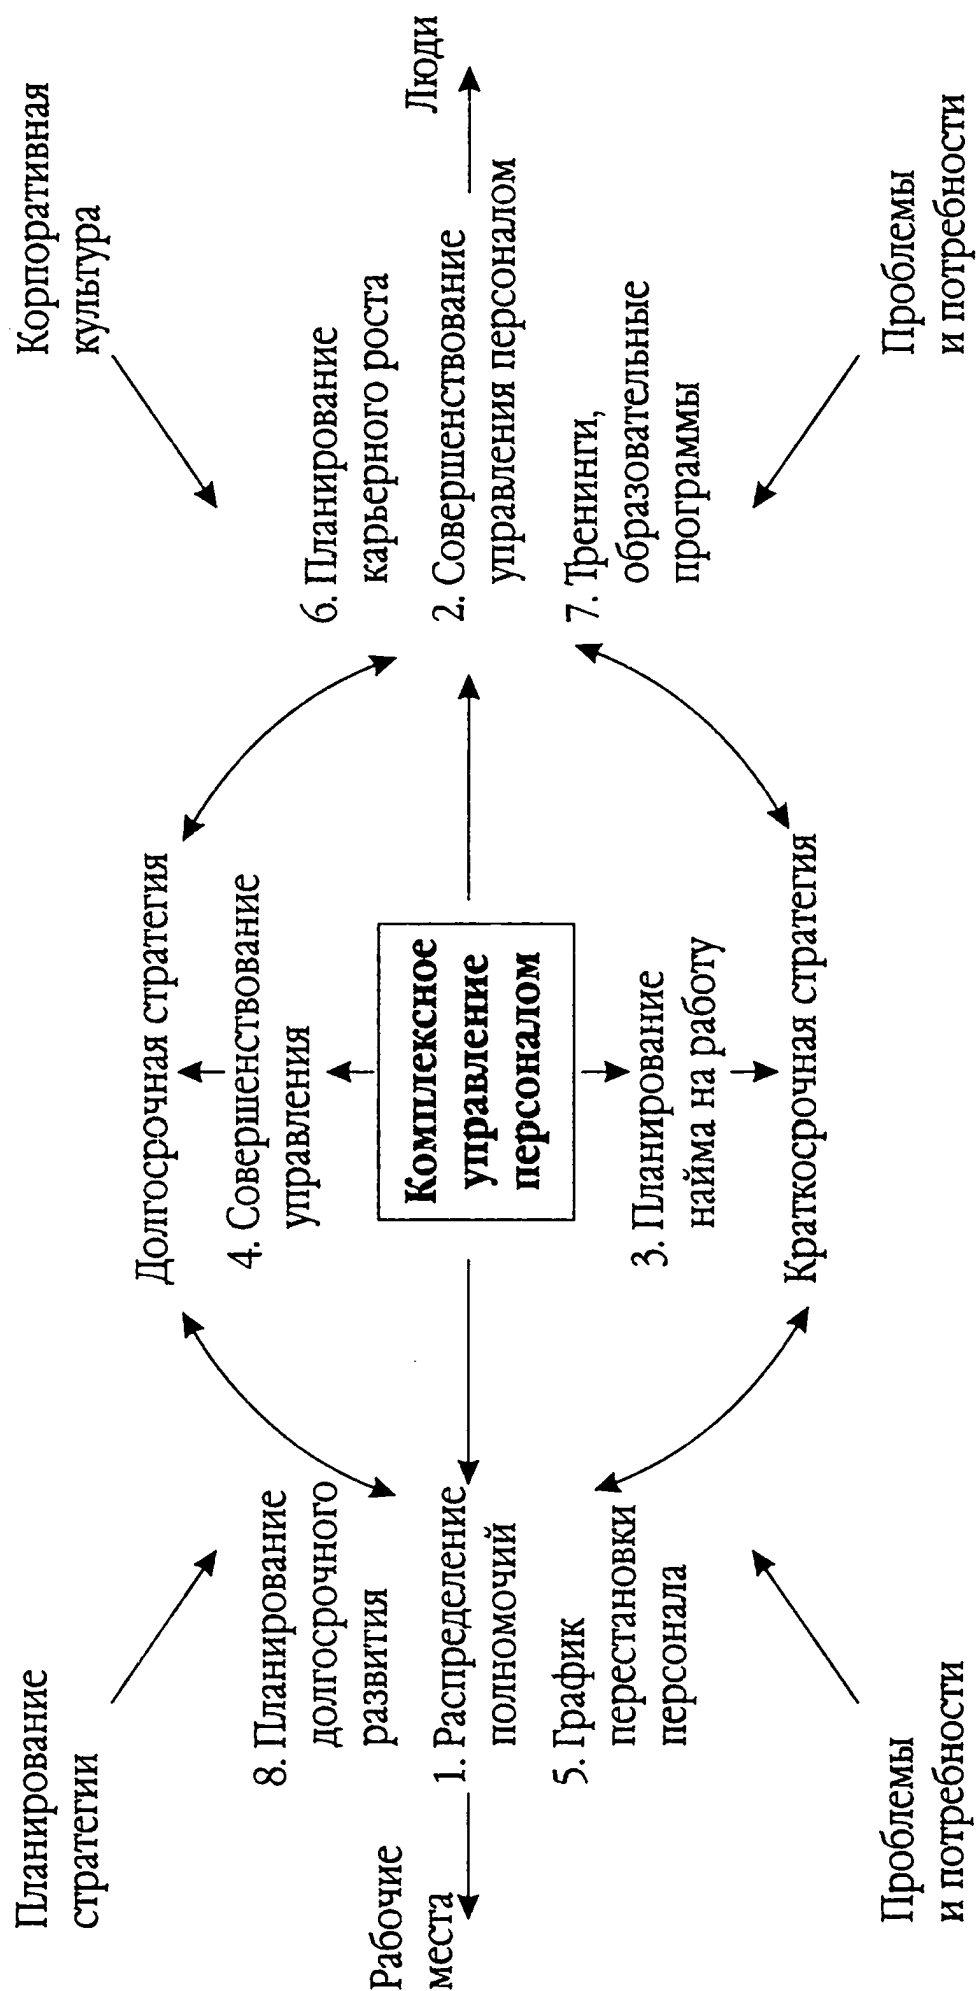 Планирование
стратегии
Корпоративная
культура
Долгосрочная стратегия
8. Планирование
долгосрочного
развития
4. Совершенствование
управления
6. Планирование
карьерного роста
Рабочие
места
1. Распределение
полномочий
Комплексное
управление
персоналом
2. Совершенствование
управления персоналом
Люди
5. График
перестановки
персонала
3. Планирование
найма на работу
7. Тренинги,
образовательные
программы
Краткосрочная стратегия
Проблемы
и потребности
Проблемы
и потребности